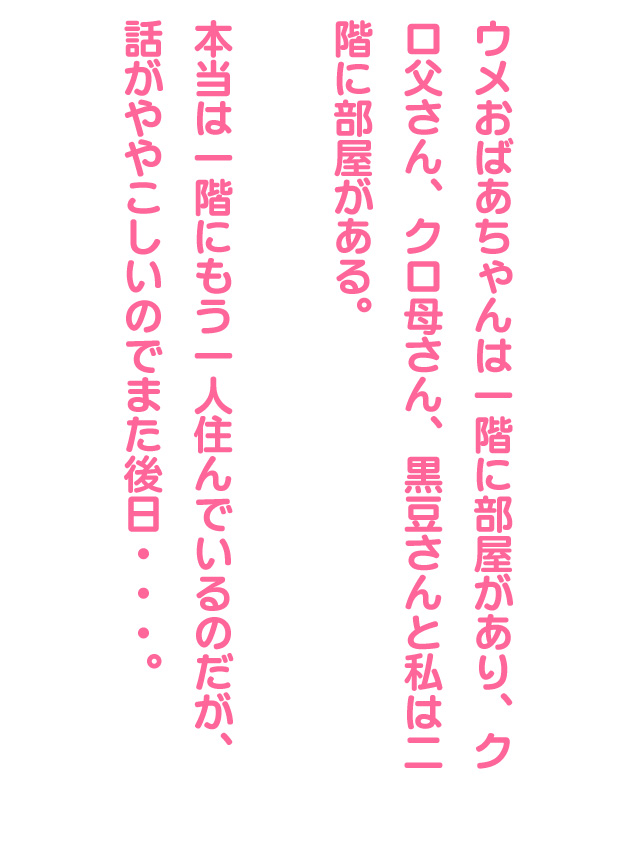 ウメおばあちゃんは一階に部屋があり、ク
ロ父さん、クロ母さん、黒豆さんと私は二
階に部屋がある。
本当は一階にもう一人住んでいるのだが、
話がややこしいのでまた後日・・・。